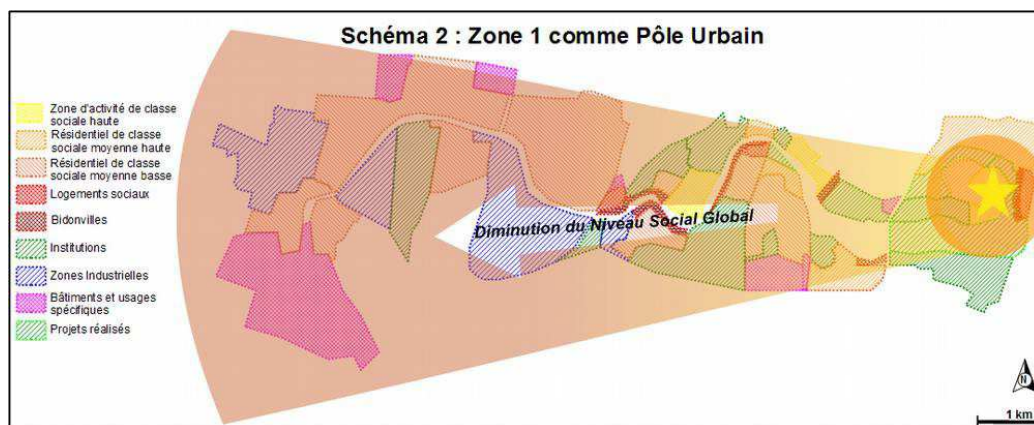 Schéma 2 : Zone 1 comme Pôle Urbain
Zone d'activité de classe
sociale haute
Résidentiel de classe
sociale moyenne haute
Résidentiel de classe
sociale moyenne basse
Logements sociaux
Bidonvilles
Institutions
Zones Industrielles
Bâtiments et usages
spécifiques
Projets réalisés
Diminution du Niveau Social Global
N
1 km